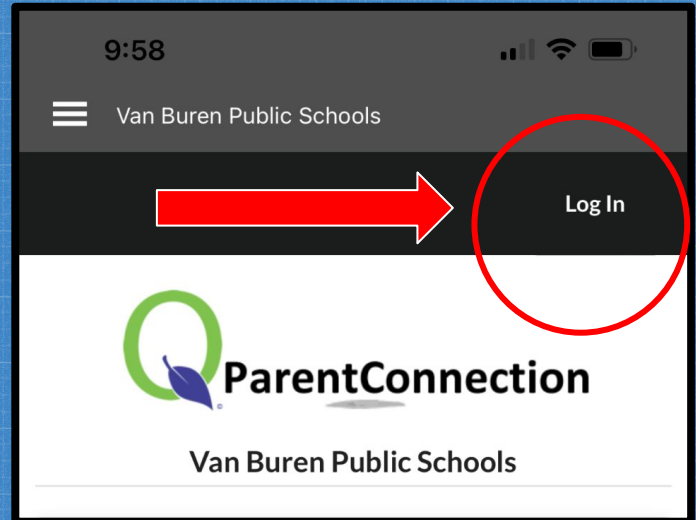 9:58
Van Buren Public Schools
Log In
Q ParentConnection
Van Buren Public Schools